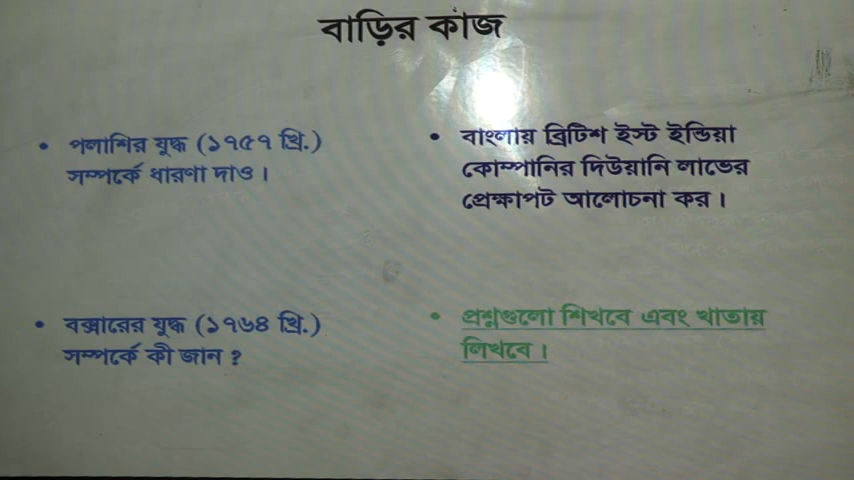 বাড়ির কাজ
• পলাশির যুদ্ধ (১৭৫৭ খ্রি.)
সম্পর্কে ধারণা দাও।
• বক্সারের যুদ্ধ (১৭৬৪ খ্রি.)
সম্পর্কে কী জান ?
• বাংলায় ব্রিটিশ ইস্ট ইন্ডিয়া
কোম্পানির দিউয়ানি লাভের
প্রেক্ষাপট আলোচনা কর।
• প্রশ্নগুলো শিখবে এবং খাতায়
লিখবে।